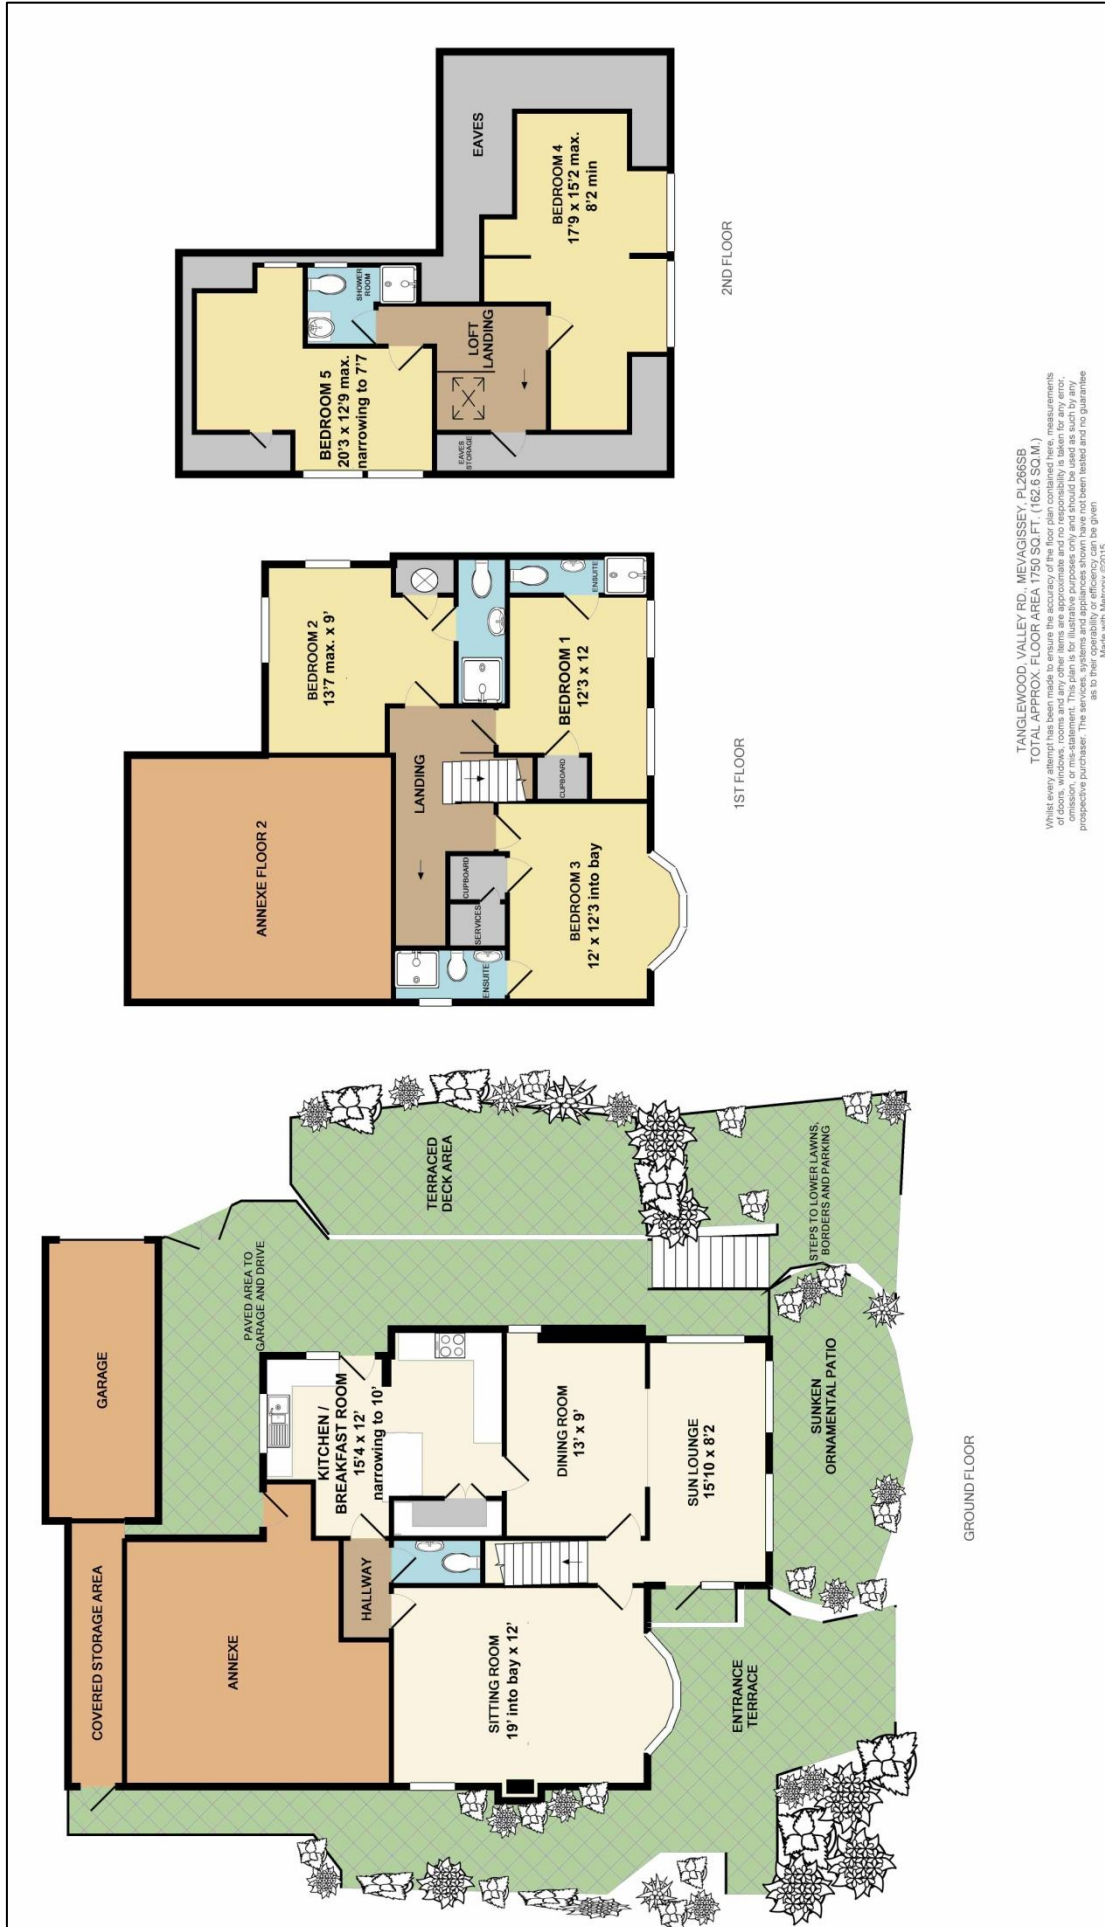 COVERED STORAGE AREA
GARAGE
ANNEXE
PAVED AREA TO
GARAGE AND DRIVE
KITCHEN /
BREAKFAST ROOM
15'4 x 12'
narrowing to 10'
HALLWAY
TERRACED
DECK AREA
SITTING ROOM
19' into bay x 12'
DINING ROOM
13' x 9'
SUN LOUNGE
15'10 x 8'2
ENTRANCE
TERRACE
SUNKEN
ORNAMENTAL PATIO
STEPS TO LOWER LAWNS,
BORDERS AND PARKING
GROUND FLOOR
ANNEXE FLOOR 2
BEDROOM 2
13'7 max. x 9'
LANDING
ENSUITE
SERVICES
CUPBOARD
CUPBOARD
ENSUITE
BEDROOM 3
12' x 12'3 into bay
BEDROOM 1
12'3 x 12
1ST FLOOR
BEDROOM 5
20'3 x 12'9 max.
narrowing to 7'7
SHOWER
ROOM
EAVES
EAVES
STORAGE
LOFT
LANDING
BEDROOM 4
17'9 x 15'2 max.
8'2 min
2ND FLOOR
TANGLEWOOD, VALLEY RD., MEVAGISSEY, PL266SB
TOTAL APPROX. FLOOR AREA 1750 SQ.FT. (162.6 SQ.M.)
Whilst every attempt has been made to ensure the accuracy of the floor plan contained here, measurements
of doors, windows, rooms and any other items are approximate and no responsibility is taken for any error,
omission, or mis-statement. This plan is for illustrative purposes only and should be used as such by any
prospective purchaser. The services, systems and appliances shown have not been tested and no guarantee
as to their operability or efficiency can be given
Made with Metropix ©2015